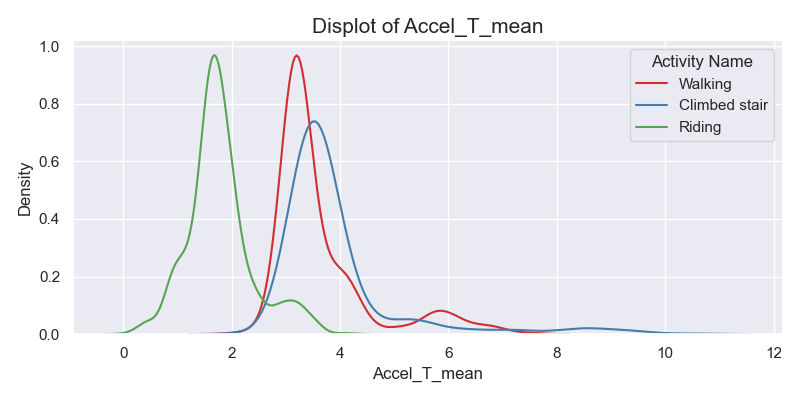 Displot of Accel_T_mean
Activity Name
Walking
Climbed stair
Riding
Density
1.0
0.8
0.6
0.4
0.2
0.0
0 2 4 6 8 10 12
Accel_T_mean